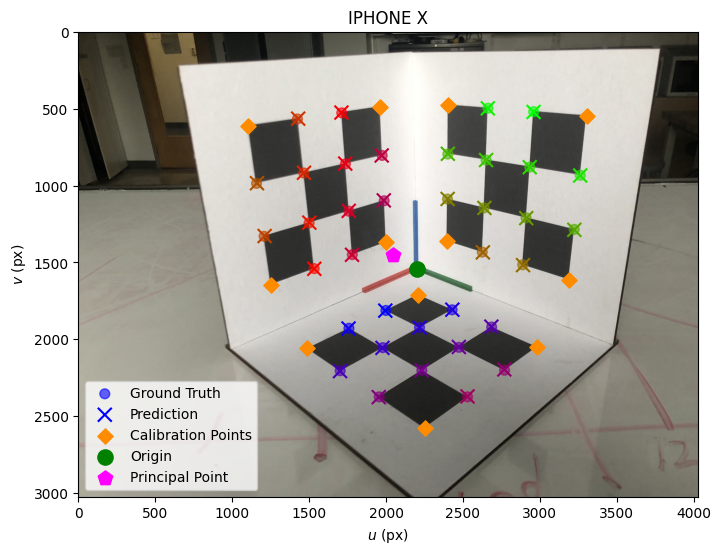 IPHONE X
0
500
1000
1500
2000
2500
3000
v (px)
Ground Truth
Prediction
Calibration Points
Origin
Principal Point
0 500 1000 1500 2000 2500 3000 3500 4000
u (px)